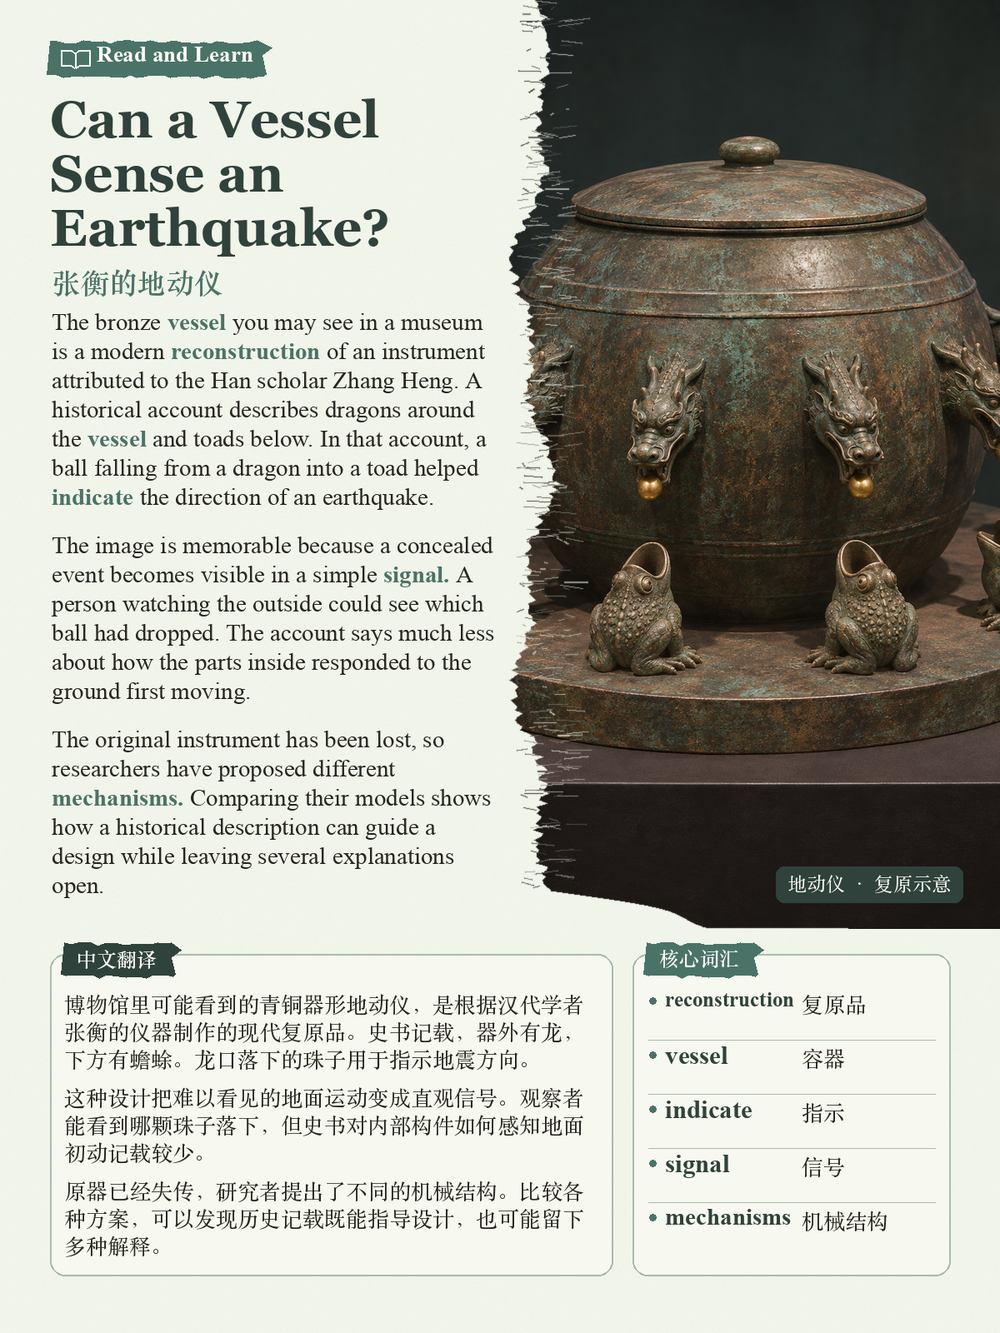 Read and Learn
Can a Vessel
Sense an
Earthquake?
张衡的地动仪
The bronze vessel you may see in a museum
is a modern reconstruction of an instrument
attributed to the Han scholar Zhang Heng. A
historical account describes dragons around
the vessel and toads below. In that account, a
ball falling from a dragon into a toad helped
indicate the direction of an earthquake.
The image is memorable because a concealed
event becomes visible in a simple signal. A
person watching the outside could see which
ball had dropped. The account says much less
about how the parts inside responded to the
ground first moving.
The original instrument has been lost, so
researchers have proposed different
mechanisms. Comparing their models shows
how a historical description can guide a
design while leaving several explanations
open.
地动仪 · 复原示意
中文翻译
博物馆里可能看到的青铜器形地动仪，是根据汉代学者
张衡的仪器制作的现代复原品。史书记载，器外有龙，
下方有蟾蜍。龙口落下的珠子用于指示地震方向。
这种设计把难以看见的地面运动变成直观信号。观察者
能看到哪颗珠子落下，但史书对内部构件如何感知地面
初动记载较少。
原器已经失传，研究者提出了不同的机械结构。比较各
种方案，可以发现历史记载既能指导设计，也可能留下
多种解释。
核心词汇
• reconstruction 复原品
• vessel 容器
• indicate 指示
• signal 信号
• mechanisms 机械结构